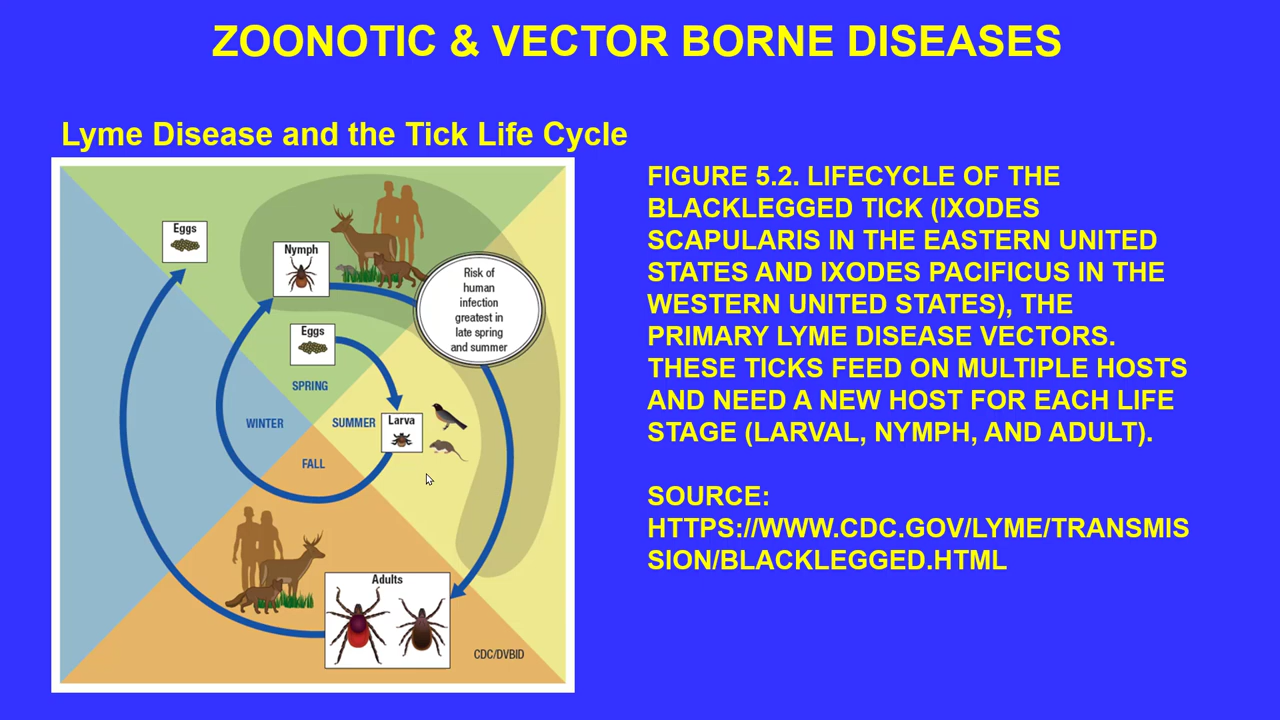 ZOONOTIC & VECTOR BORNE DISEASES
Lyme Disease and the Tick Life Cycle
Eggs
Nymph
Risk of
human
infection
greatest in
late spring
and summer
Eggs
SPRING
WINTER
SUMMER
Larva
FALL
Adults
CDC/DVBID
FIGURE 5.2. LIFECYCLE OF THE
BLACKLEGGED TICK (IXODES
SCAPULARIS IN THE EASTERN UNITED
STATES AND IXODES PACIFICUS IN THE
WESTERN UNITED STATES), THE
PRIMARY LYME DISEASE VECTORS.
THESE TICKS FEED ON MULTIPLE HOSTS
AND NEED A NEW HOST FOR EACH LIFE
STAGE (LARVAL, NYMPH, AND ADULT).
SOURCE:
HTTPS://WWW.CDC.GOV/LYME/TRANSMIS
SION/BLACKLEGGED.HTML